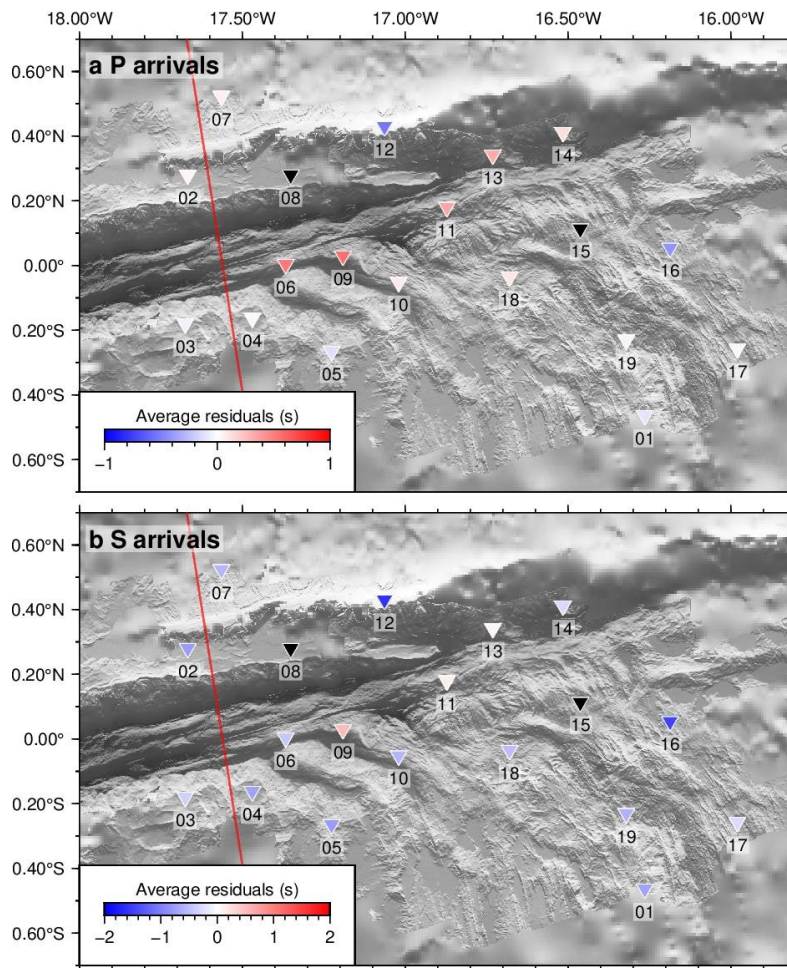 18.00°W 17.50°W 17.00°W 16.50°W 16.00°W
a P arrivals
0.60°N
07
0.40°N
12
14
13
0.20°N
02
08
11
15
0.00°
06
09
10
18
16
0.20°S
03
04
05
19
17
0.40°S
01
Average residuals (s)
−1 0 1
0.60°S
b S arrivals
0.60°N
07
0.40°N
12
14
13
0.20°N
02
08
11
15
0.00°
06
09
10
18
16
0.20°S
03
04
05
19
17
0.40°S
01
Average residuals (s)
−2 −1 0 1 2
0.60°S